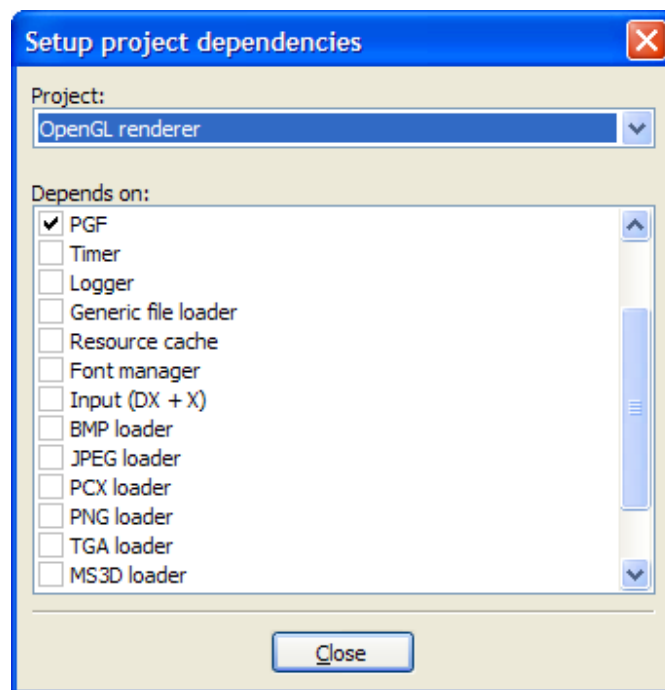 Setup project dependencies
Project:
OpenGL renderer
Depends on:
PGF
Timer
Logger
Generic file loader
Resource cache
Font manager
Input (DX + X)
BMP loader
JPEG loader
PCX loader
PNG loader
TGA loader
MS3D loader
Close